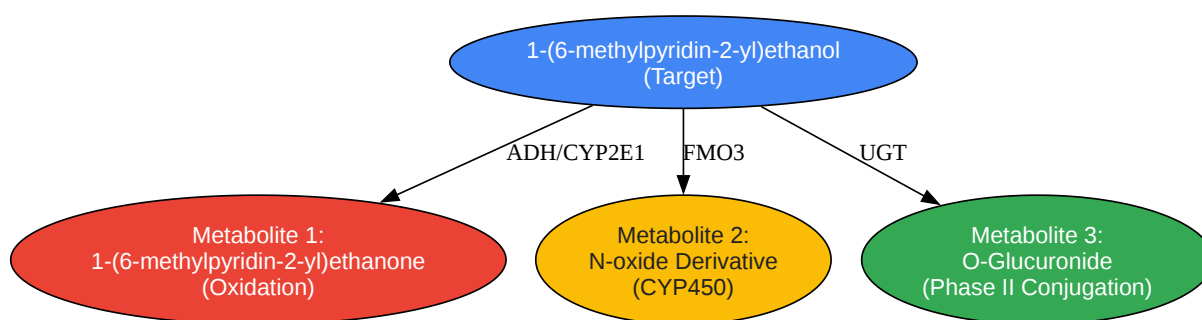 1-(6-methylpyridin-2-yl)ethanol
(Target)
ADH/CYP2E1
FMO3
UGT
Metabolite 1:
1-(6-methylpyridin-2-yl)ethanone
(Oxidation)
Metabolite 2:
N-oxide Derivative
(CYP450)
Metabolite 3:
O-Glucuronide
(Phase II Conjugation)